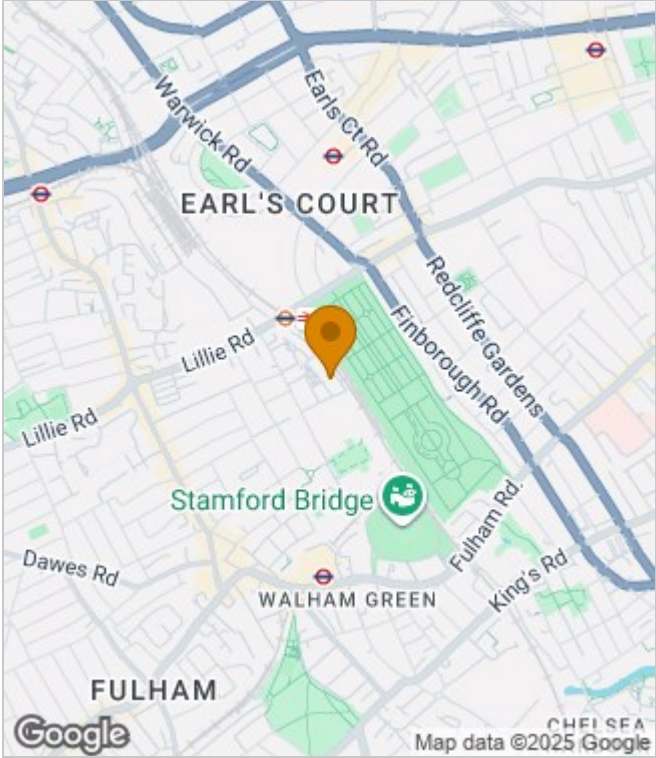 Warwick Rd
Earls Ct Rd
EARL'S COURT
Redcliffe Gardens
Finborough Rd
Lillie Rd
Lillie Rd
Stamford Bridge
Fulham Rd.
Dawes Rd
King's Rd
WALHAM GREEN
FULHAM
CHELSEA
Google
Map data ©2025 Google